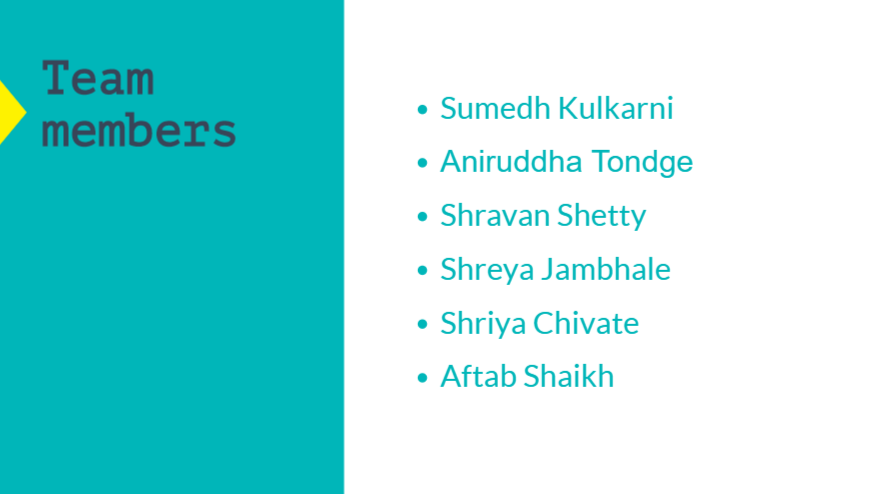 Team
members
• Sumedh Kulkarni
• Aniruddha Tondge
• Shravan Shetty
• Shreya Jambhale
• Shriya Chivate
• Aftab Shaikh